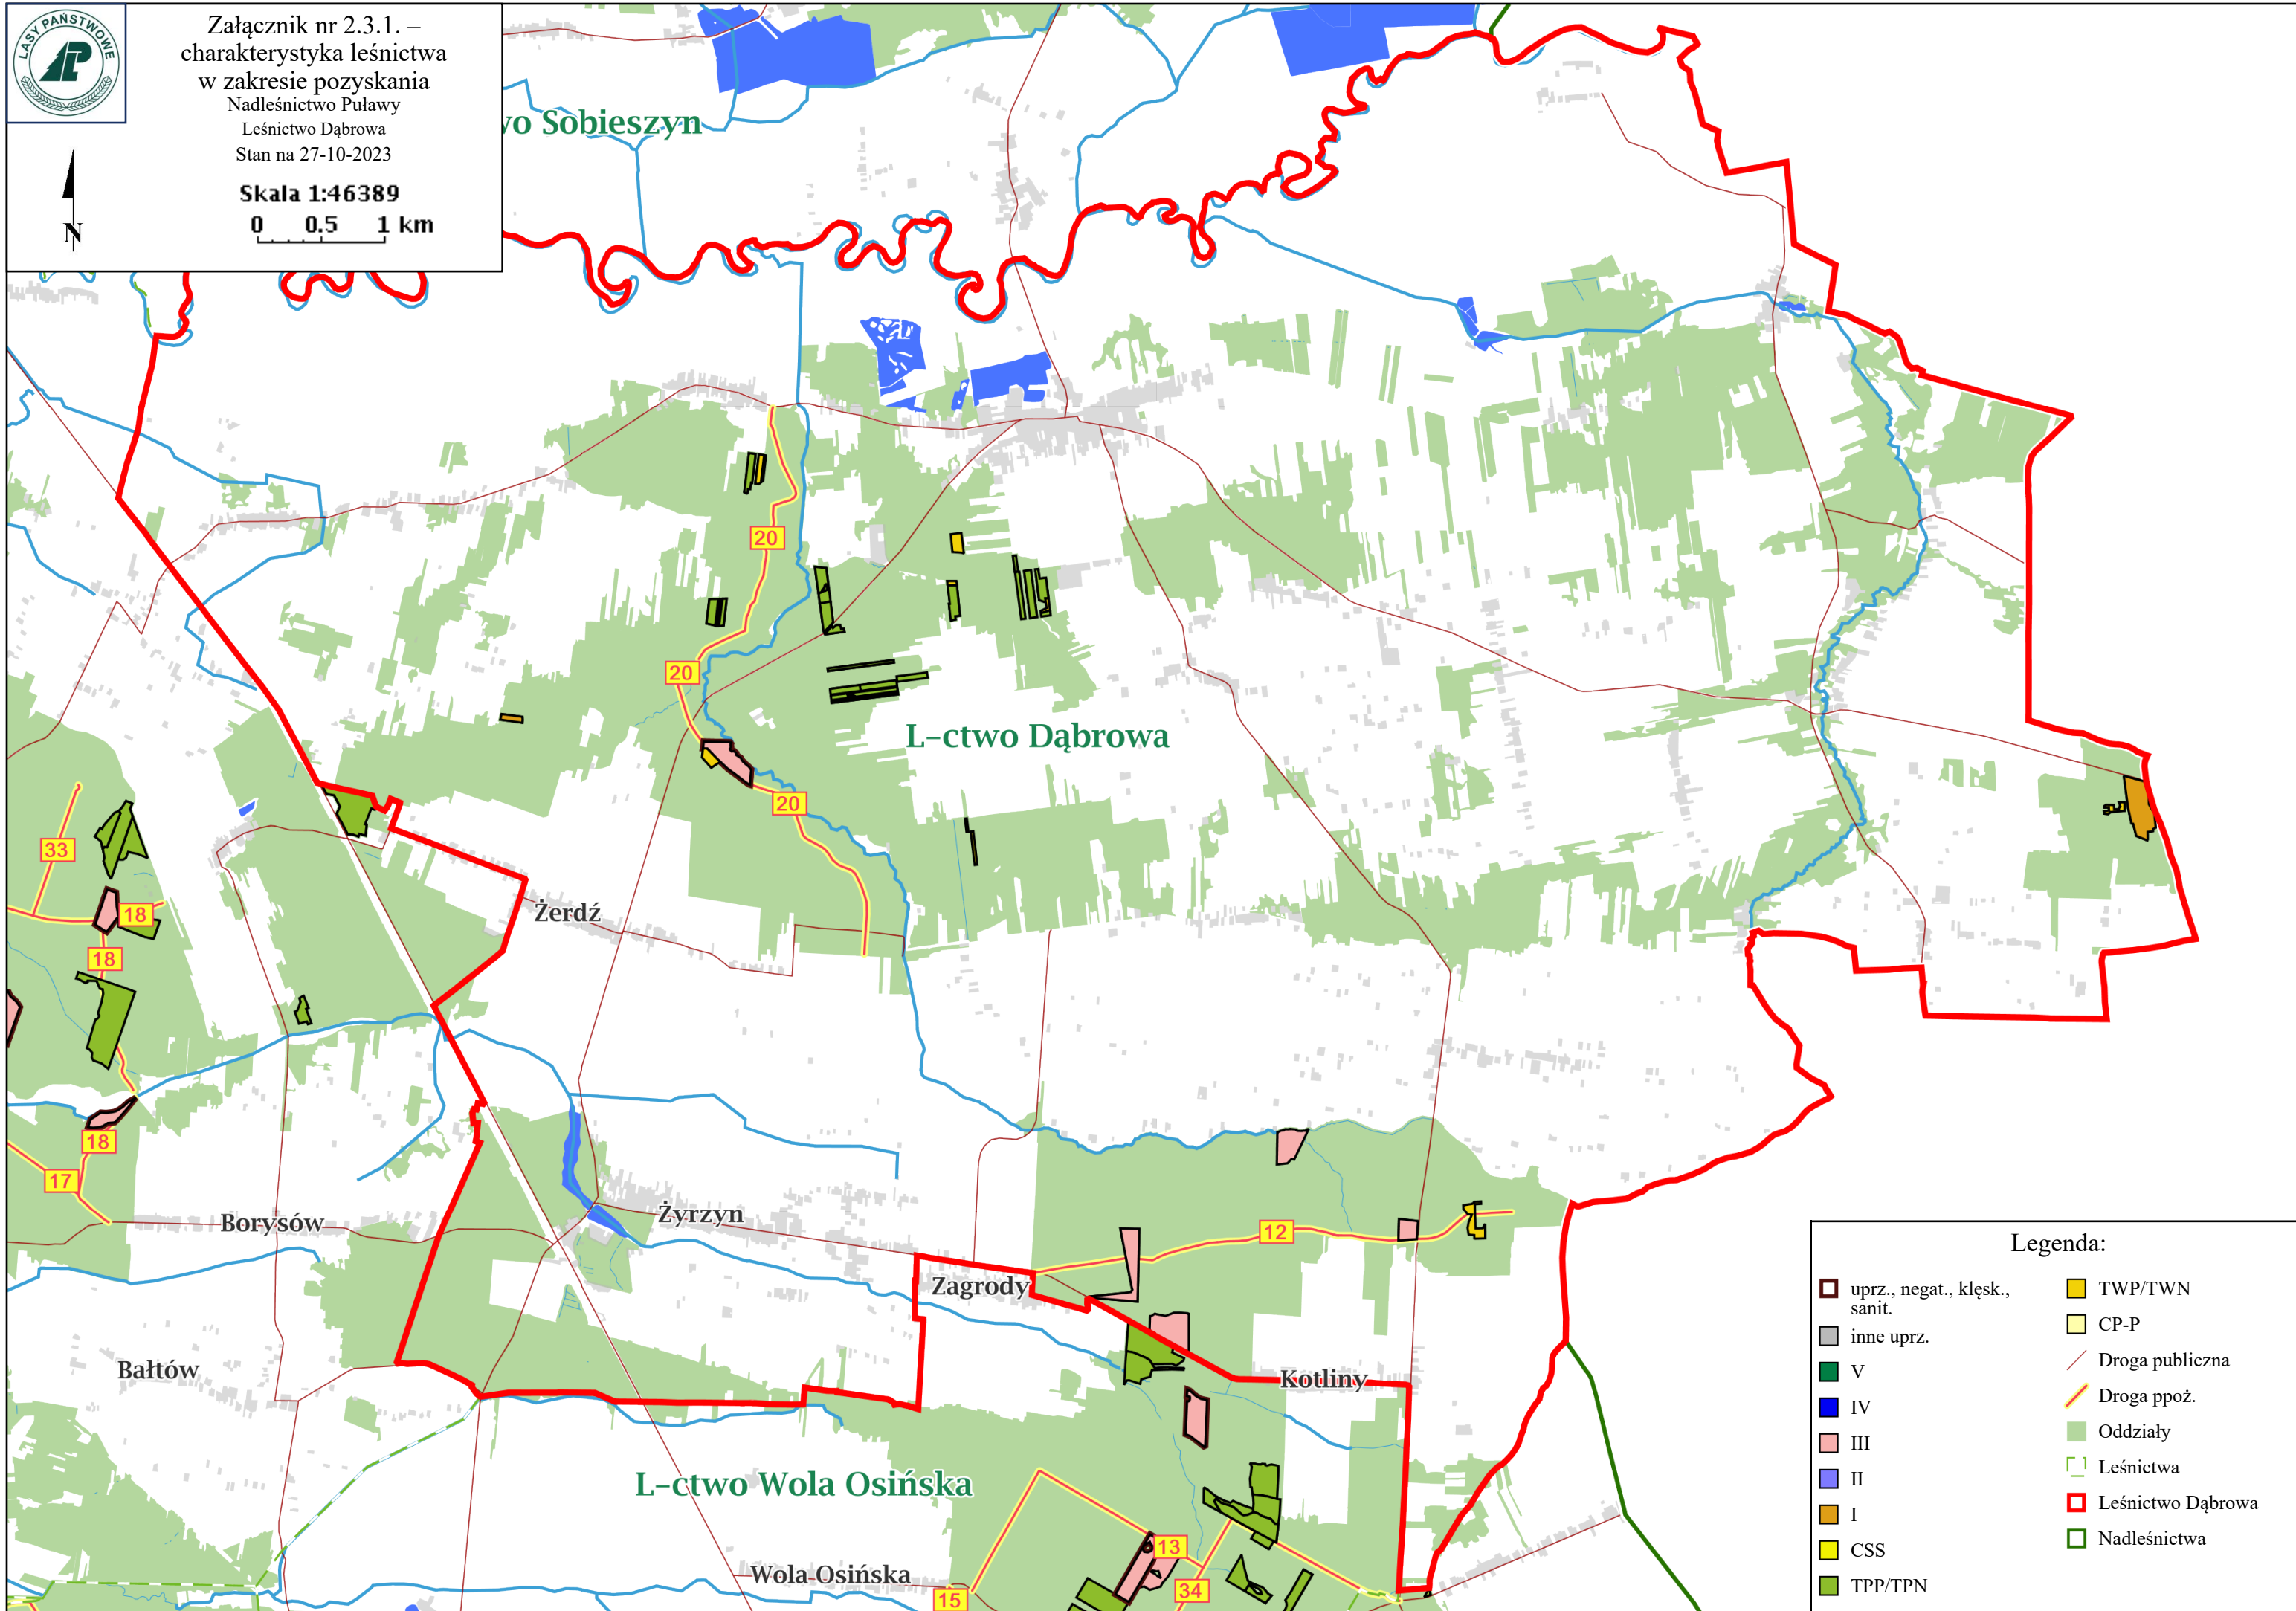 LASY PAŃSTWOWE
Załącznik nr 2.3.1. –
charakterystyka leśnictwa
w zakresie pozyskania
Nadleśnictwo Puławy
Leśnictwo Dąbrowa
Stan na 27-10-2023
Skala 1:46389
0 0.5 1 km
N
vo Sobieszyn
20
20
L-ctwo Dąbrowa
20
33
18
Żerdź
18
18
17
Borysów
Żyrzyn
12
Zagrody
Bałtów
Kotliny
L-ctwo Wola Osińska
13
Wola Osińska
34
15
Legenda:
uprz., negat., klęsk.,
sanit.
inne uprz.
V
IV
III
II
I
CSS
TPP/TPN
TWP/TWN
CP-P
Droga publiczna
Droga ppoż.
Oddziały
Leśnictwa
Leśnictwo Dąbrowa
Nadleśnictwa